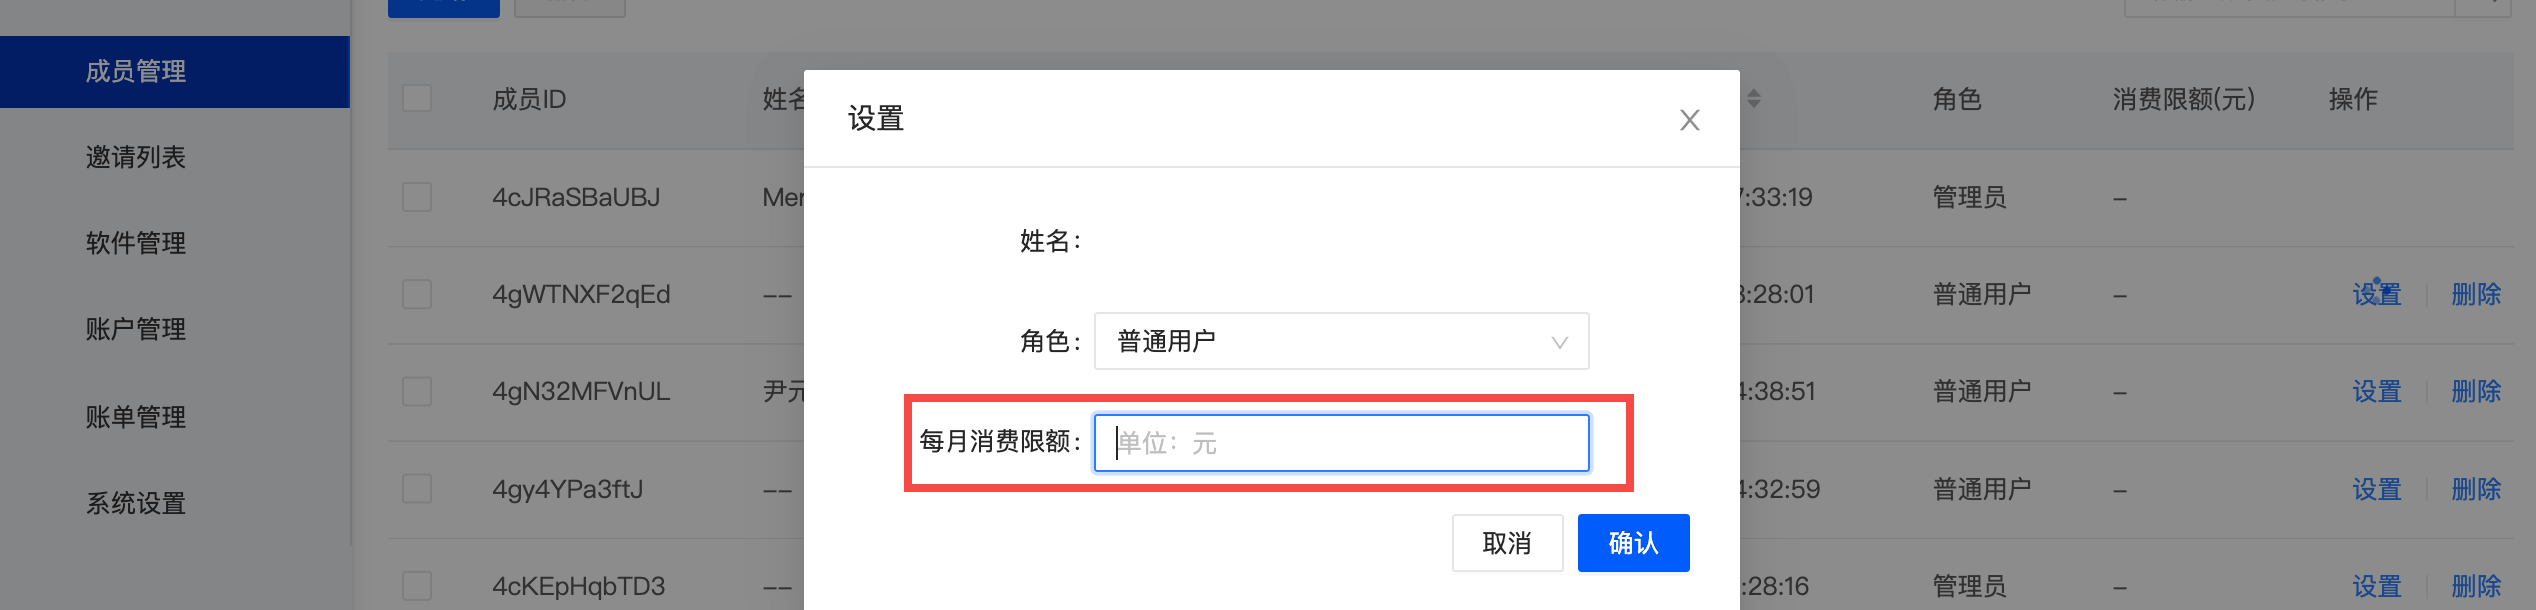 成员管理
邀请列表
软件管理
账户管理
账单管理
系统设置
成员ID 姓名 角色 消费限额(元) 操作
4cJRaSBaUBJ Mer 7:33:19 管理员 –
4gWTNXF2qEd –– 3:28:01 普通用户 – 设置 删除
4gN32MFVnUL 尹元 4:38:51 普通用户 – 设置 删除
4gy4YPa3ftJ –– 4:32:59 普通用户 – 设置 删除
4cKEpHqbTD3 –– :28:16 管理员 – 设置 删除
设置
姓名:
角色: 普通用户
每月消费限额: 单位: 元
取消 确认